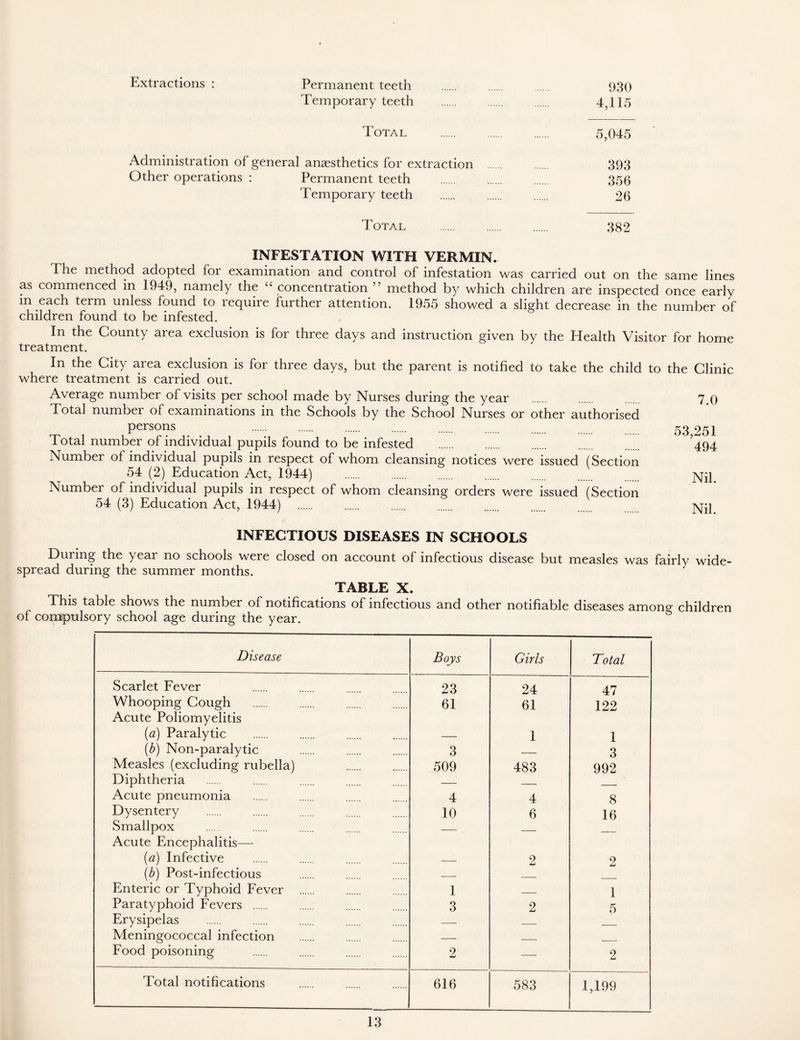 Extractions : Permanent teeth ...... ...... ...... 930
Temporary teeth ...... ...... ...... 4,115
Total ...... ...... ...... 5,045
Administration of general anæsthetics for extraction ...... ...... 393
Other operations : Permanent teeth ...... ...... ...... 356
Temporary teeth ...... ...... ...... 26
Total ...... ...... ...... 382
INFESTATION WITH VERMIN.
The method adopted for examination and control of infestation was carried out on the same lines
as commenced in 1949, namely the “ concentration ” method by which children are inspected once early
in each term unless found to require further attention. 1955 showed a slight decrease in the number of
children found to be infested.
In the County area exclusion is for three days and instruction given by the Health Visitor for home
treatment.
In the City area exclusion is for three days, but the parent is notified to take the child to the Clinic
where treatment is carried out.
Average number of visits per school made by Nurses during the year ...... ...... ...... 7.0
Total number of examinations in the Schools by the School Nurses or other authorised
persons ...... ...... ...... ...... ...... ...... ...... ...... ...... 53,251
Total number of individual pupils found to be infested ...... ...... ...... ...... ...... 494
Number of individual pupils in respect of whom cleansing notices were issued (Section
54 (2) Education Act, 1944) ...... ...... ...... ...... ...... ...... ...... Nil.
Number of individual pupils in respect of whom cleansing orders were issued (Section
54 (3) Education Act, 1944) ...... ...... ...... ...... ...... ...... ...... ...... Nil.
INFECTIOUS DISEASES IN SCHOOLS
During the year no schools were closed on account of infectious disease but measles was fairly wide-
spread during the summer months.
TABLE X.
This table shows the number of notifications of infectious and other notifiable diseases among children
of compulsory school age during the year.
Disease Boys Girls Total
Scarlet Fever ...... ...... ...... ...... 23 24 47
Whooping Cough ...... ...... ...... ...... 61 61 122
Acute Poliomyelitis
(a) Paralytic ...... ...... ...... ...... — 1 1
(b) Non-paralytic ...... ...... ...... 3 — 3
Measles (excluding rubella) ...... ...... 509 483 992
Diphtheria ...... ...... ...... ...... ...... — — —
Acute pneumonia ...... ...... ...... ...... 4 4 8
Dysentery ...... ...... ...... ...... ...... 10 6 16
Smallpox ...... ...... ...... ...... ...... — — —
Acute Encephalitis—
(a) Infective ...... ...... ...... ...... — 2 2
(b) Post-infectious ...... ...... ...... — — —
Enteric or Typhoid Fever ...... ...... ...... 1 — 1
Paratyphoid Fevers ...... ...... ...... ...... 3 2 5
Erysipelas ...... ...... ...... ...... ...... — — —
Meningococcal infection ...... ...... ...... — — —
Food poisoning ...... ...... ...... ...... 2 — 2
Total notifications ...... ...... ...... 616 583 1,199
13